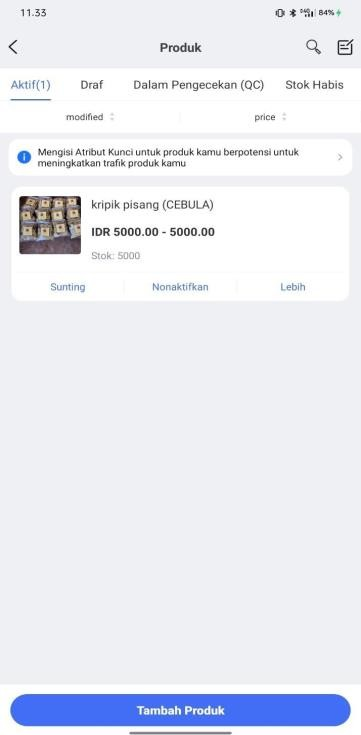 11.33
84%
Produk
Aktif(1) Draf Dalam Pengecekan (QC) Stok Habis
modified price
Mengisi Atribut Kunci untuk produk kamu berpotensi untuk
meningkatkan trafik produk kamu
kripik pisang (CEBULA)
IDR 5000.00 - 5000.00
Stok: 5000
Sunting Nonaktifkan Lebih
Tambah Produk